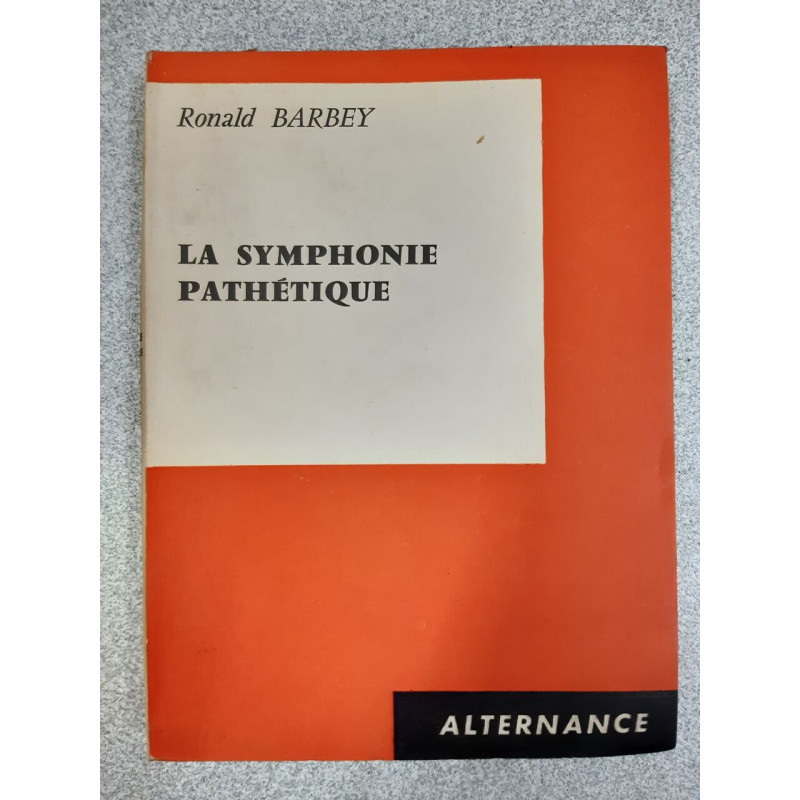 Ronald BARBEY
LA SYMPHONIE
PATHÉTIQUE
ALTERNANCE